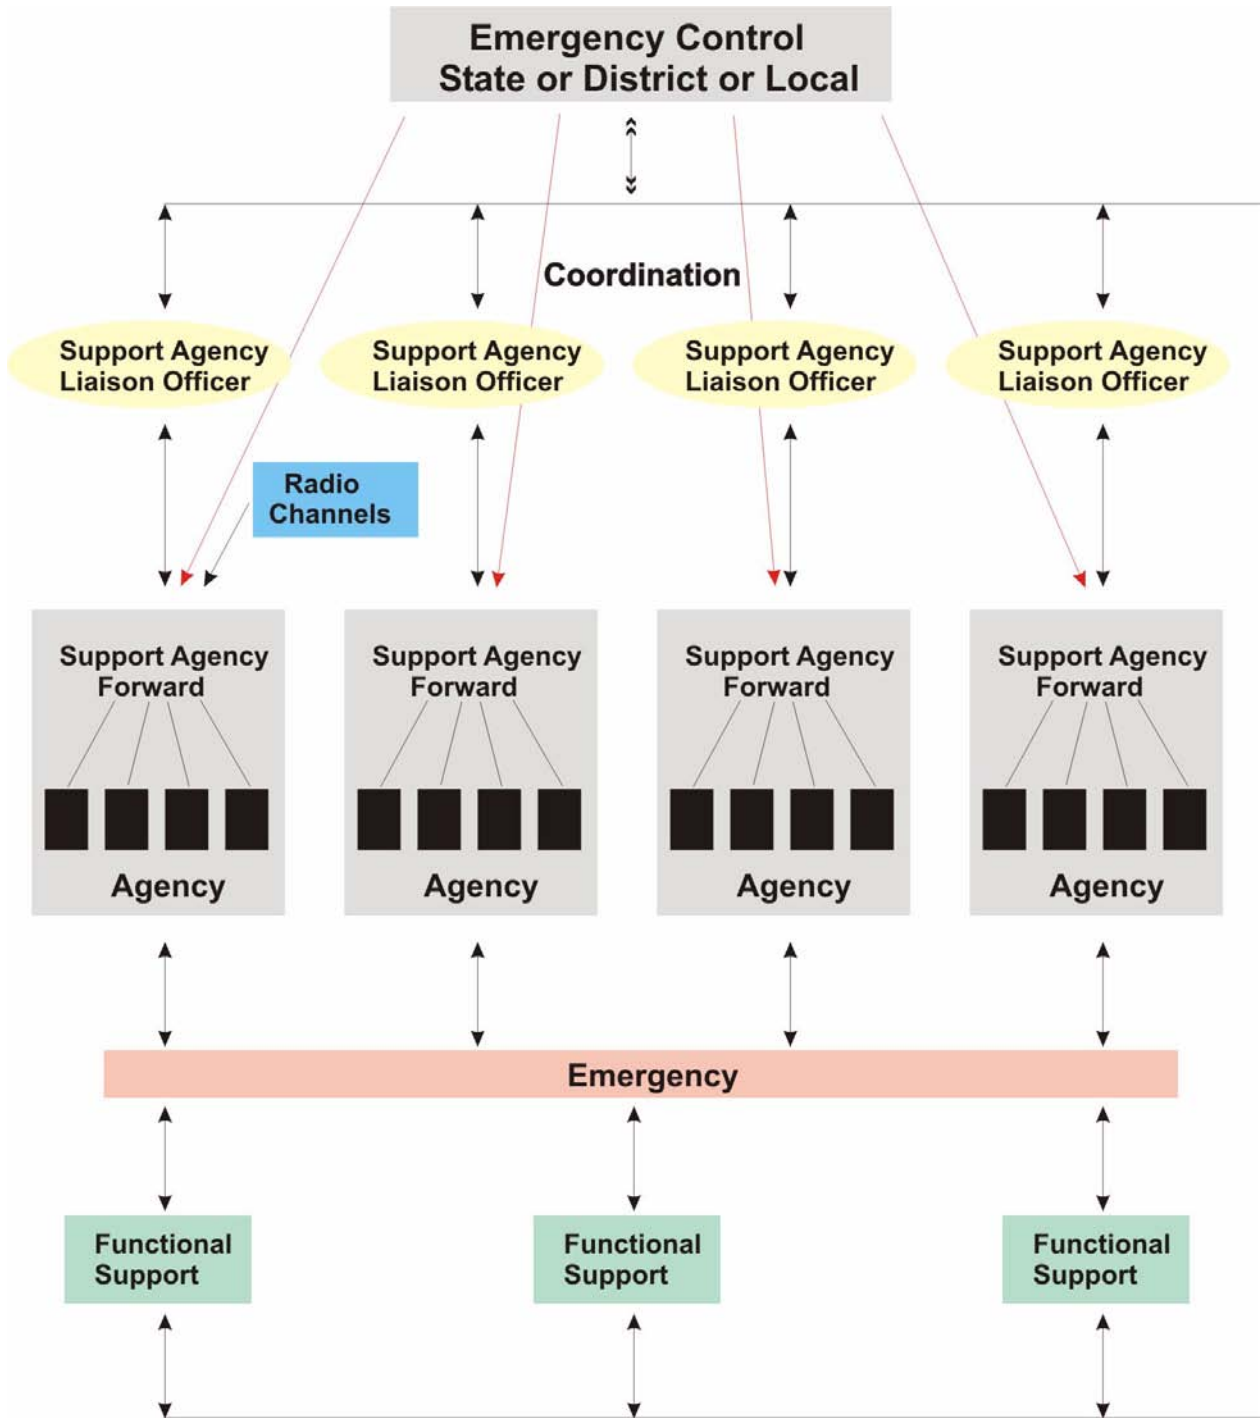 Emergency Control
State or District or Local
Coordination
Support Agency
Liaison Officer
Support Agency
Liaison Officer
Support Agency
Liaison Officer
Support Agency
Liaison Officer
Radio
Channels
Support Agency
Forward
Agency
Support Agency
Forward
Agency
Support Agency
Forward
Agency
Support Agency
Forward
Agency
Emergency
Functional
Support
Functional
Support
Functional
Support